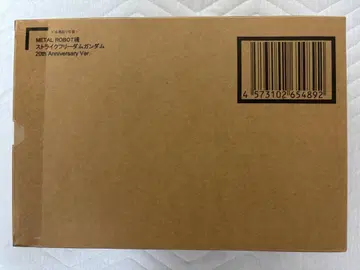 METAL ROBOT魂
ストライクフリーダムガンダム
20th Anniversary Ver.
4 573102 654892